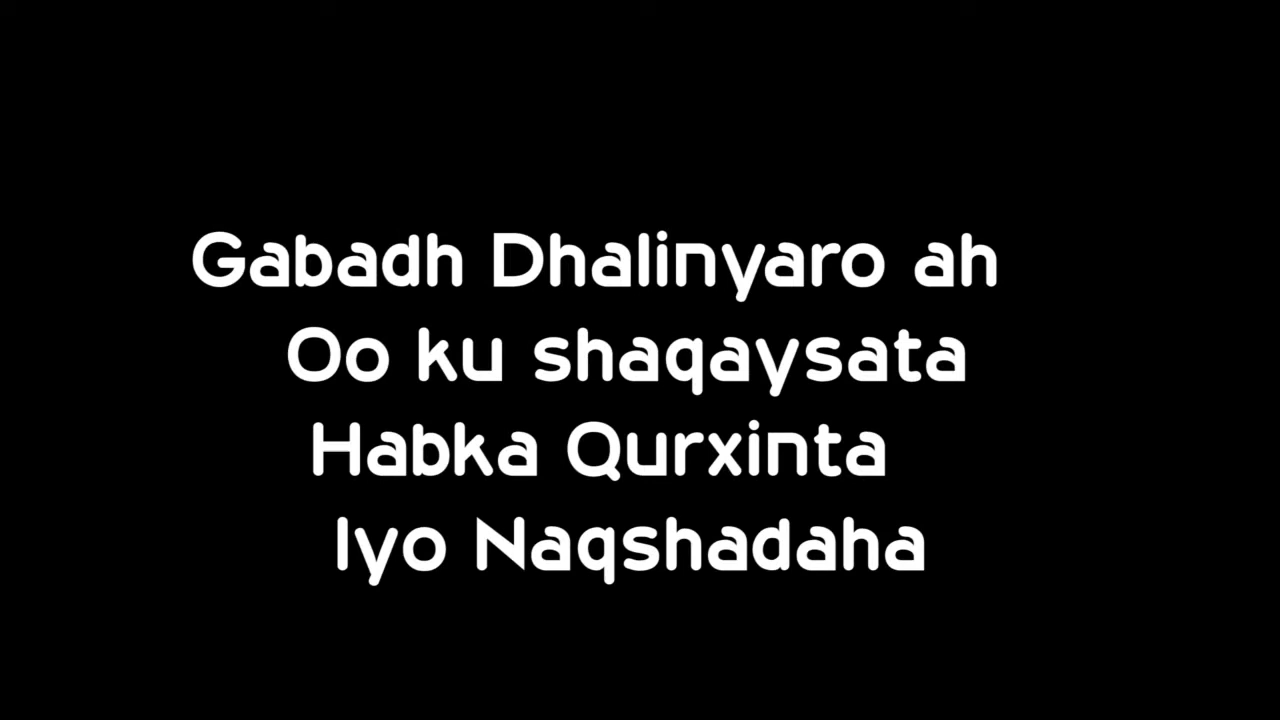 Gabadh Dhalinyaro ah
Oo ku shaqaysata
Habka Qurxinta
Iyo Naqshadaha